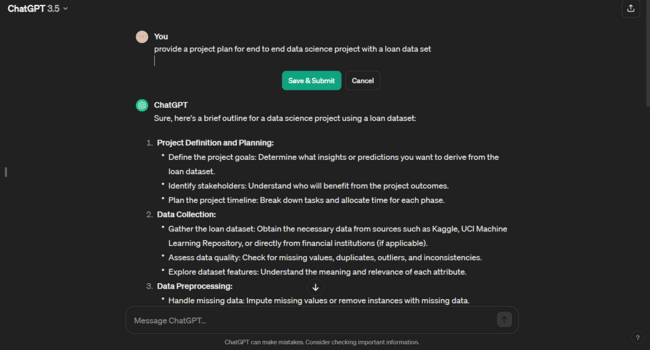 ChatGPT 3.5
You
provide a project plan for end to end data science project with a loan data set
Save & Submit
Cancel
ChatGPT
Sure, here's a brief outline for a data science project using a loan dataset:
1. Project Definition and Planning:
• Define the project goals: Determine what insights or predictions you want to derive from the
loan dataset.
• Identify stakeholders: Understand who will benefit from the project outcomes.
• Plan the project timeline: Break down tasks and allocate time for each phase.
2. Data Collection:
• Gather the loan dataset: Obtain the necessary data from sources such as Kaggle, UCI Machine
Learning Repository, or directly from financial institutions (if applicable).
• Assess data quality: Check for missing values, duplicates, outliers, and inconsistencies.
• Explore dataset features: Understand the meaning and relevance of each attribute.
3. Data Preprocessing:
• Handle missing data: Impute missing values or remove instances with missing data.
Message ChatGPT...
ChatGPT can make mistakes. Consider checking important information.
?